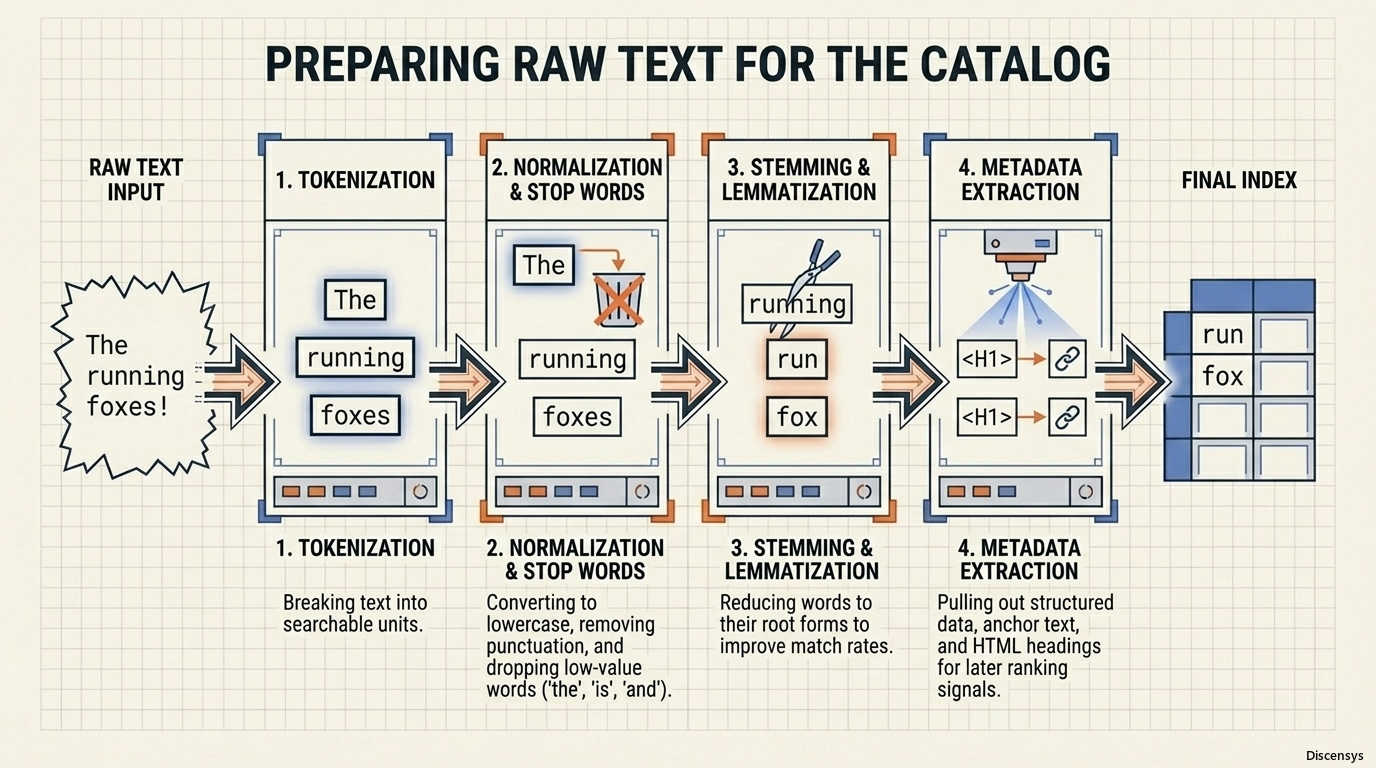 PREPARING RAW TEXT FOR THE CATALOG
RAW TEXT
INPUT
The
running
foxes!
1. TOKENIZATION
The
running
foxes
2. NORMALIZATION
& STOP WORDS
The
running
foxes
3. STEMMING &
LEMMATIZATION
running
run
fox
4. METADATA
EXTRACTION
<H1>
<H1>
FINAL INDEX
run
fox
1. TOKENIZATION
Breaking text into
searchable units.
2. NORMALIZATION
& STOP WORDS
Converting to
lowercase, removing
punctuation, and
dropping low-value
words ('the', 'is', 'and').
3. STEMMING &
LEMMATIZATION
Reducing words to
their root forms to
improve match rates.
4. METADATA
EXTRACTION
Pulling out structured
data, anchor text,
and HTML headings
for later ranking
signals.
Discensys